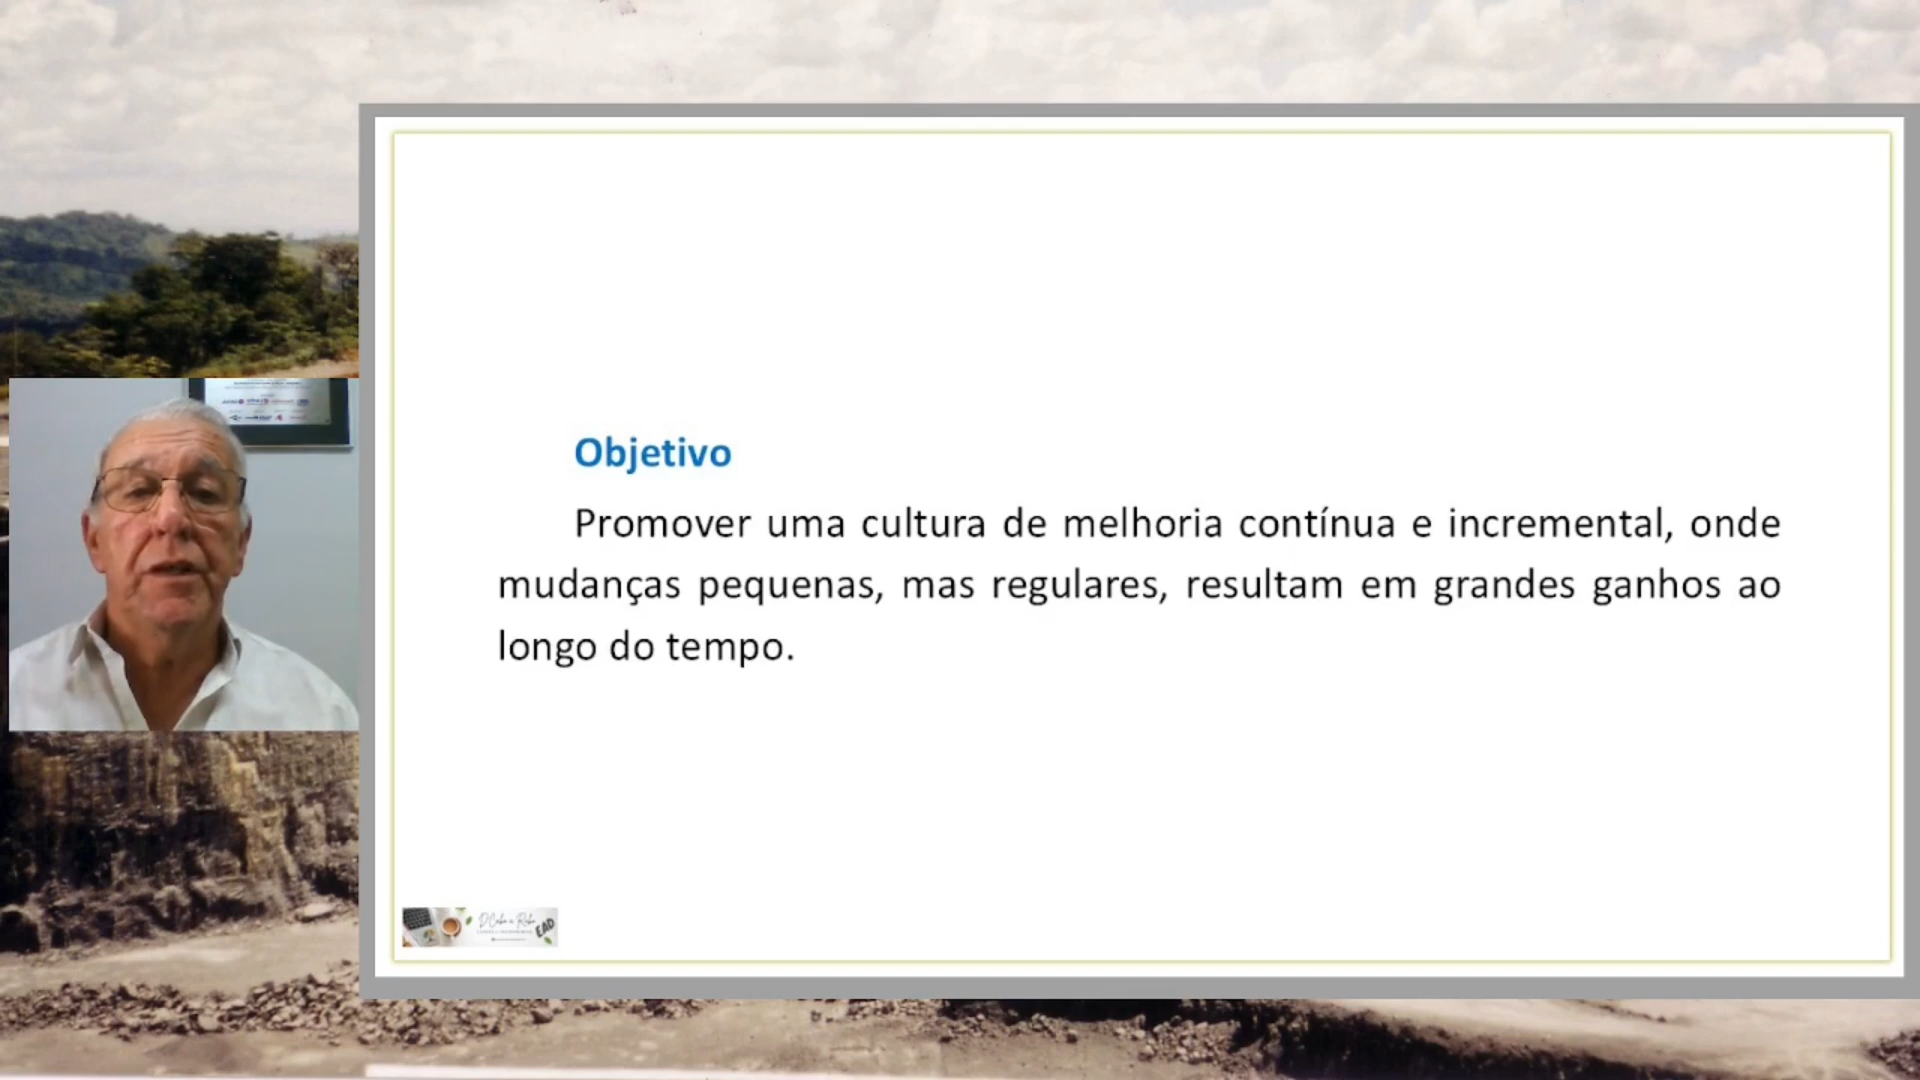 Objetivo
Promover uma cultura de melhoria contínua e incremental, onde
mudanças pequenas, mas regulares, resultam em grandes ganhos ao
longo do tempo.
EAD